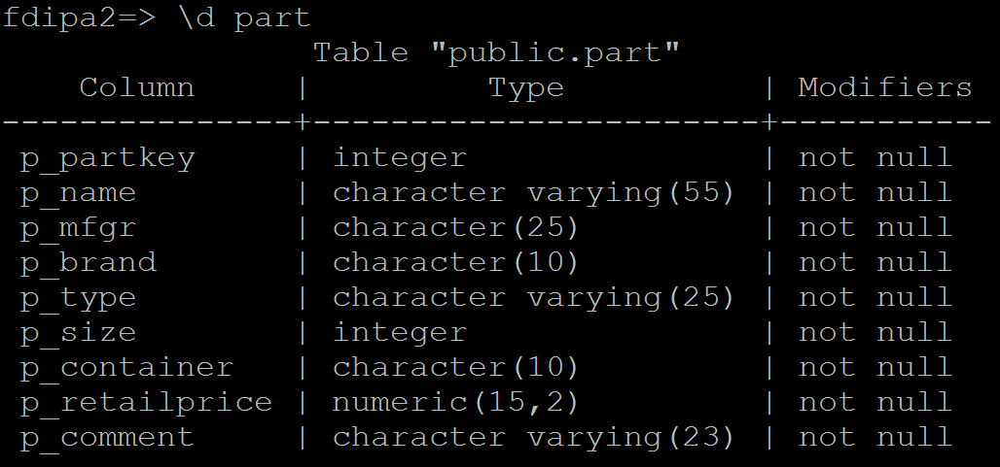 fdipa2=> \d part
Table "public.part"
Column | Type | Modifiers
---------------+-----------------------+-----------
p_partkey | integer | not null
p_name | character varying(55) | not null
p_mfgr | character(25) | not null
p_brand | character(10) | not null
p_type | character varying(25) | not null
p_size | integer | not null
p_container | character(10) | not null
p_retailprice | numeric(15,2) | not null
p_comment | character varying(23) | not null